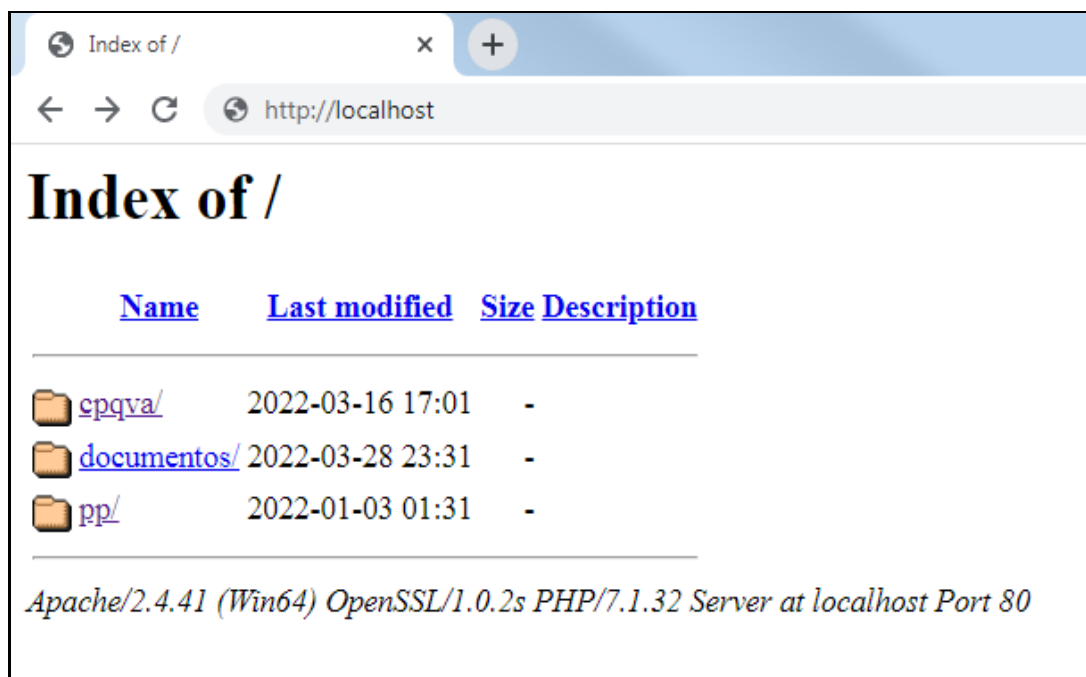 Index of /
http://localhost
Index of /
Name Last modified Size Description
cpqva/ 2022-03-16 17:01 -
documentos/ 2022-03-28 23:31 -
pp/ 2022-01-03 01:31 -
Apache/2.4.41 (Win64) OpenSSL/1.0.2s PHP/7.1.32 Server at localhost Port 80